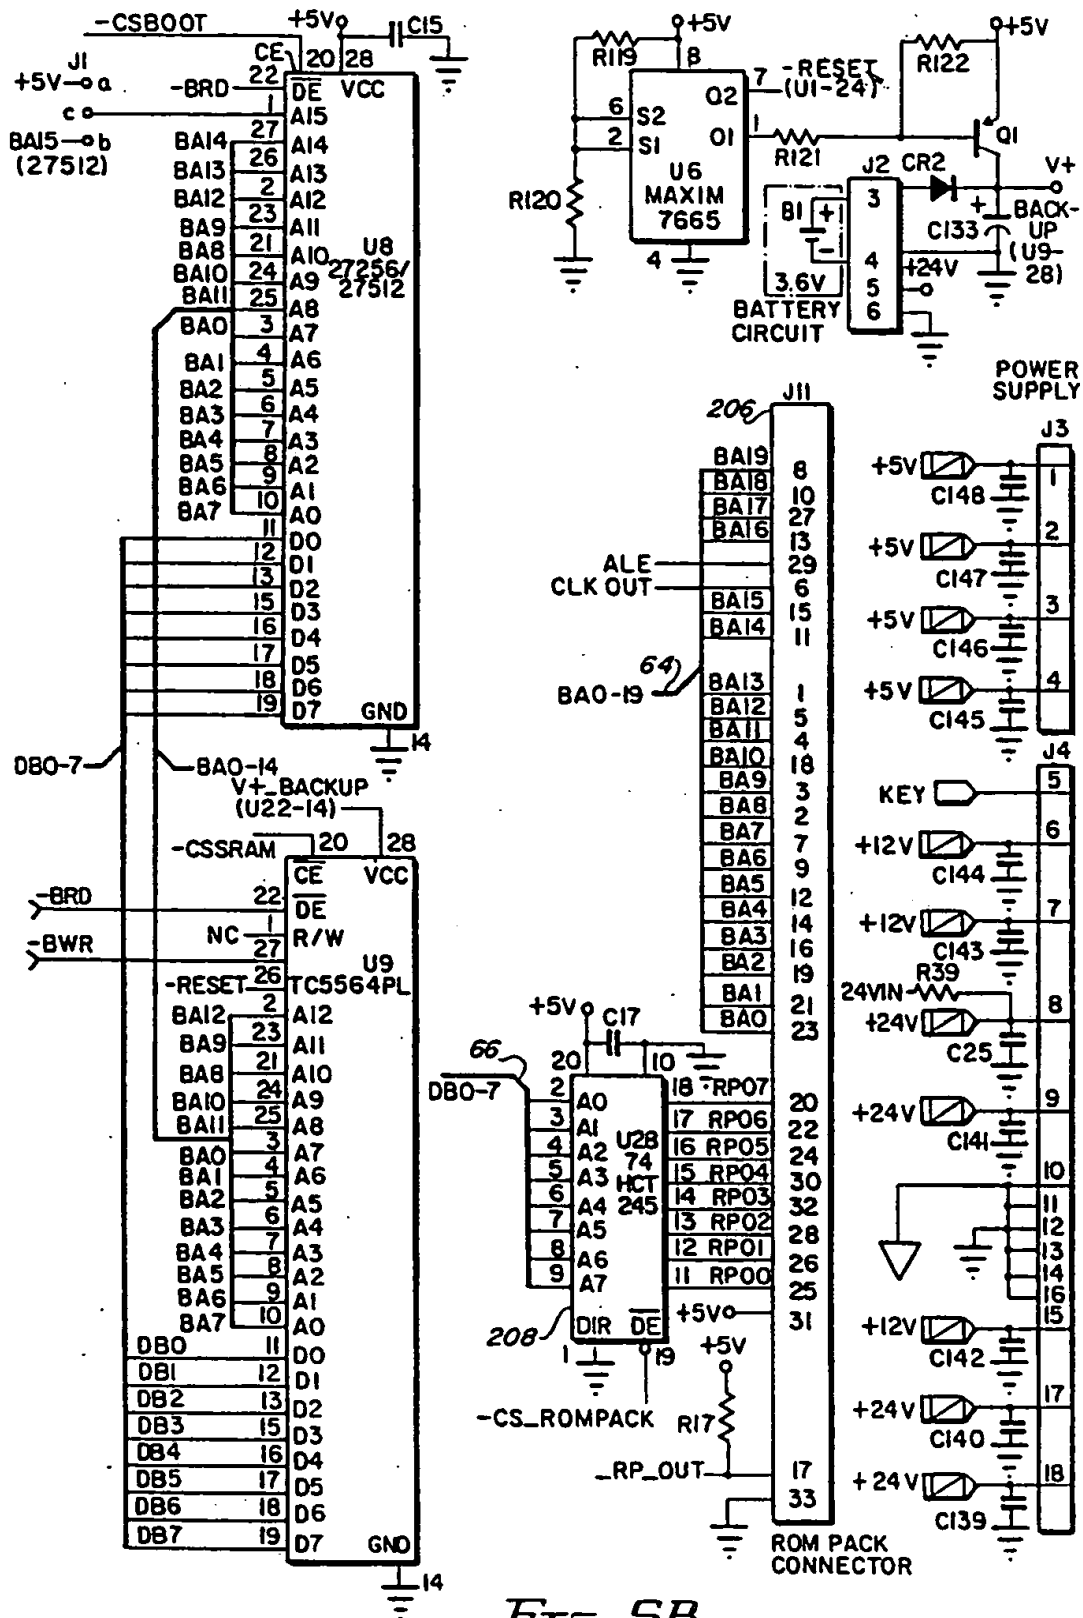 -CSBOOT
J1
+5V a
c
BA15 b
(27512)
+5V
C15
CE 20 28
22 DE VCC
-BRD
1 A15
BA14 27 A14
BA13 26 A13
BA12 2 A12
BA9 23 A11
BA8 21 A10
BA10 24 A9
BA11 25 A8
BA0 3 A7
BA1 4 A6
BA2 5 A5
BA3 6 A4
BA4 7 A3
BA5 8 A2
BA6 9 A1
BA7 10 A0
U8
27256/
27512
11 D0
12 D1
13 D2
15 D3
16 D4
17 D5
18 D6
19 D7
GND
14
DB0-7
BA0-14
V+_BACKUP
(U22-14)
-CSSRAM
20 28
CE VCC
-BRD 22 DE
NC 1 R/W
-BWR 27
-RESET 26
U9
TC5564PL
BA12 2 A12
BA9 23 A11
BA8 21 A10
BA10 24 A9
BA11 25 A8
BA0 3 A7
BA1 4 A6
BA2 5 A5
BA3 6 A4
BA4 7 A3
BA5 8 A2
BA6 9 A1
BA7 10 A0
DB0 11 D0
DB1 12 D1
DB2 13 D2
DB3 15 D3
DB4 16 D4
DB5 17 D5
DB6 18 D6
DB7 19 D7
GND
14
+5V
R119
8
6 S2
2 S1
R120
U6
MAXIM
7665
4
O2 7
-RESET
(U1-24)
O1 1
R121
+5V
R122
Q1
J2
CR2
V+
BACK-
UP
(U9-
28)
+
C133
B1 + -
3.6V
BATTERY
CIRCUIT
3
4
+24V
5
6
206
J11
BA19 8
BA18 10
BA17 27
BA16 13
ALE 29
CLK OUT 6
BA15 15
BA14 11
64
BA0-19
BA13 1
BA12 5
BA11 4
BA10 18
BA9 3
BA8 2
BA7 7
BA6 9
BA5 12
BA4 14
BA3 16
BA2 19
BA1 21
BA0 23
+5V
C17
20 10
66
DB0-7
2 A0
3 A1
4 A2
5 A3
6 A4
7 A5
8 A6
9 A7
U28
74
HCT
245
18 RP07 20
17 RP06 22
16 RP05 24
15 RP04 30
14 RP03 32
13 RP02 28
12 RP01 26
11 RP00 25
+5V 31
208
DIR DE
1 19
-CS_ROMPACK
+5V
R17
_RP_OUT 17
33
ROM PACK
CONNECTOR
POWER
SUPPLY
J3
+5V C148 1
+5V C147 2
+5V C146 3
+5V C145 4
J4
KEY 5
+12V C144 6
+12V C143 7
R39
24VIN
+24V C25 8
+24V C141 9
10
11
12
13
14
16
15
+12V C142
+24V C140 17
+24V C139 18